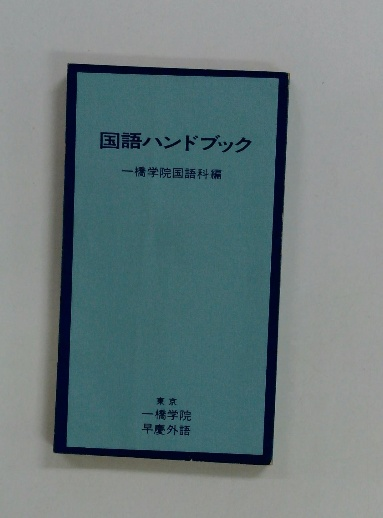 国語ハンドブック
一橋学院国語科編
東京
一橋学院
早慶外語